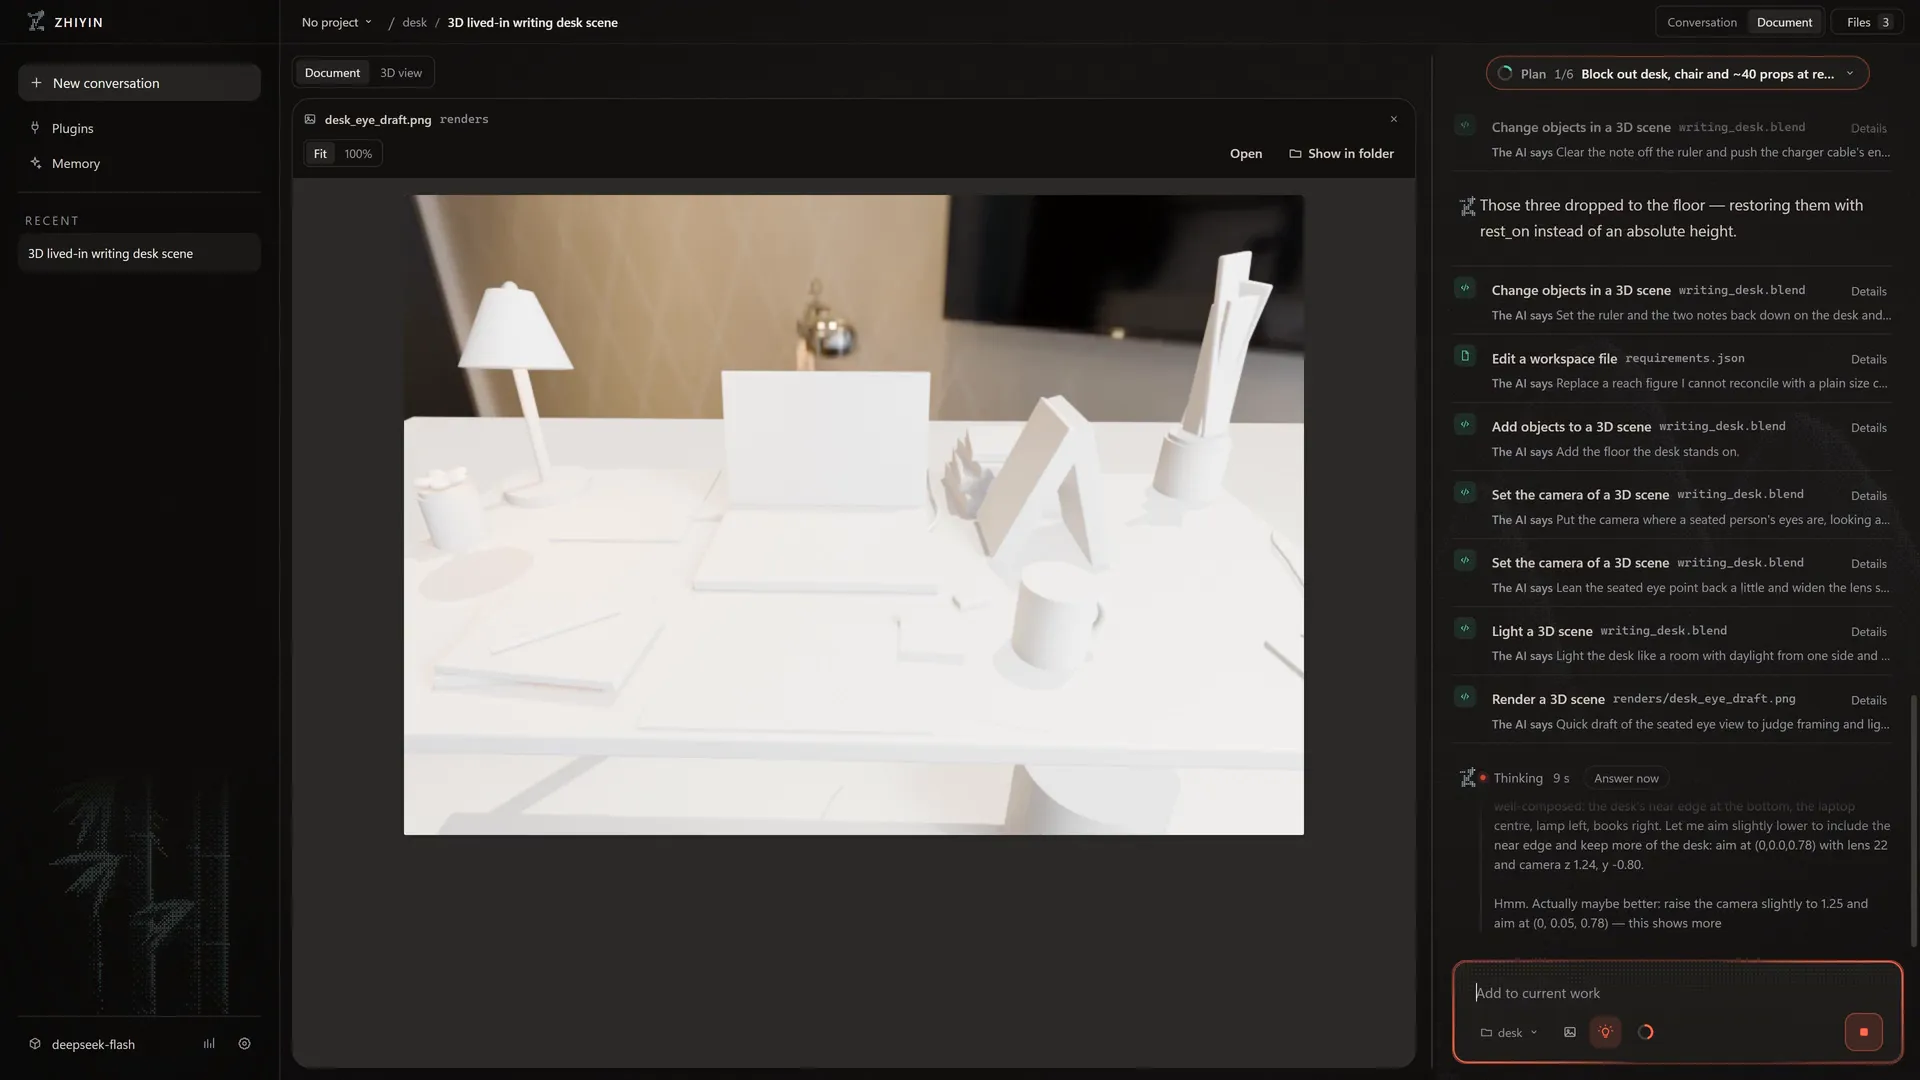 ZHIYIN
No project / desk / 3D lived-in writing desk scene
Conversation Document Files 3
New conversation
Plugins
Memory
RECENT
3D lived-in writing desk scene
deepseek-flash
Document 3D view
desk_eye_draft.png renders
Fit 100%
Open Show in folder
Plan 1/6 Block out desk, chair and ~40 props at re...
Change objects in a 3D scene writing_desk.blend Details
The AI says Clear the note off the ruler and push the charger cable's en...
Those three dropped to the floor — restoring them with
rest_on instead of an absolute height.
Change objects in a 3D scene writing_desk.blend Details
The AI says Set the ruler and the two notes back down on the desk and...
Edit a workspace file requirements.json Details
The AI says Replace a reach figure I cannot reconcile with a plain size c...
Add objects to a 3D scene writing_desk.blend Details
The AI says Add the floor the desk stands on.
Set the camera of a 3D scene writing_desk.blend Details
The AI says Put the camera where a seated person's eyes are, looking a...
Set the camera of a 3D scene writing_desk.blend Details
The AI says Lean the seated eye point back a little and widen the lens s...
Light a 3D scene writing_desk.blend Details
The AI says Light the desk like a room with daylight from one side and ...
Render a 3D scene renders/desk_eye_draft.png Details
The AI says Quick draft of the seated eye view to judge framing and lig...
Thinking 9 s Answer now
well-composed: the desk's near edge at the bottom, the laptop
centre, lamp left, books right. Let me aim slightly lower to include the
near edge and keep more of the desk: aim at (0,0.0,0.78) with lens 22
and camera z 1.24, y -0.80.
Hmm. Actually maybe better: raise the camera slightly to 1.25 and
aim at (0, 0.05, 0.78) — this shows more
Add to current work
desk